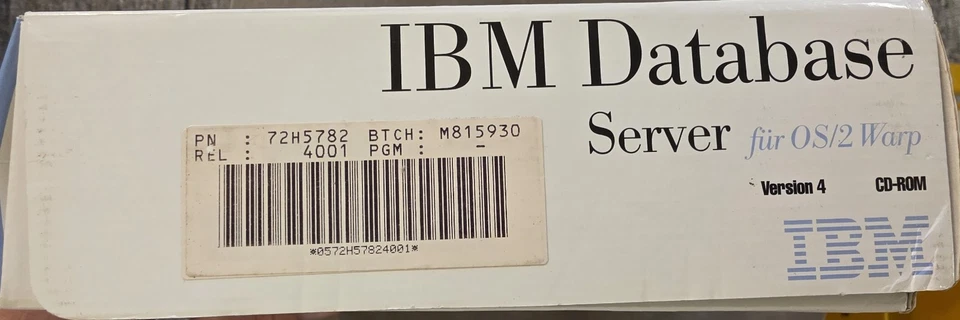 IBM Database
Server für OS/2 Warp
Version 4 CD-ROM
IBM
PN : 72H5782 BTCH: M815930
REL : 4001 PGM : -
*0572H57824001*